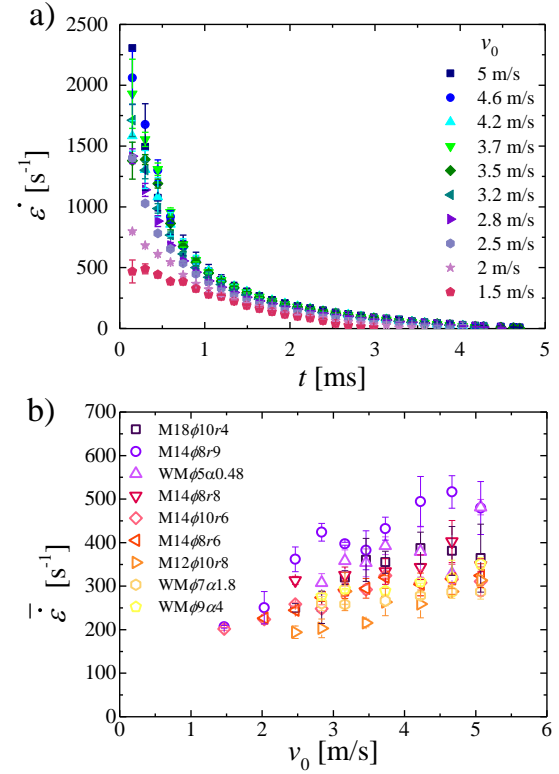 a)
2500
2000
1500
1000
500
0
ε̇ [s⁻¹]
v₀
5 m/s
4.6 m/s
4.2 m/s
3.7 m/s
3.5 m/s
3.2 m/s
2.8 m/s
2.5 m/s
2 m/s
1.5 m/s
0 1 2 3 4 5
t [ms]
b)
700
600
500
400
300
200
100
0
ε̇̅ [s⁻¹]
M18ϕ10r4
M14ϕ8r9
WMϕ5α0.48
M14ϕ8r8
M14ϕ10r6
M14ϕ8r6
M12ϕ10r8
WMϕ7α1.8
WMϕ9α4
0 1 2 3 4 5 6
v₀ [m/s]